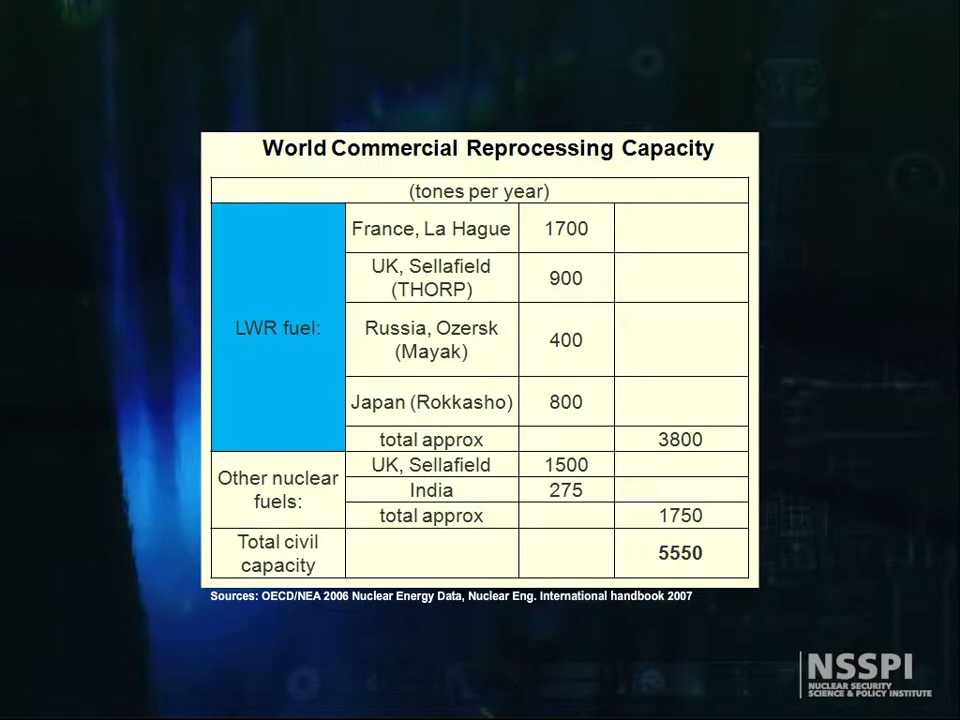 World Commercial Reprocessing Capacity
(tones per year)
LWR fuel:
France, La Hague 1700
UK, Sellafield
(THORP) 900
Russia, Ozersk
(Mayak) 400
Japan (Rokkasho) 800
total approx 3800
Other nuclear
fuels:
UK, Sellafield 1500
India 275
total approx 1750
Total civil
capacity 5550
Sources: OECD/NEA 2006 Nuclear Energy Data, Nuclear Eng. International handbook 2007
NSSPI
NUCLEAR SECURITY
SCIENCE & POLICY INSTITUTE